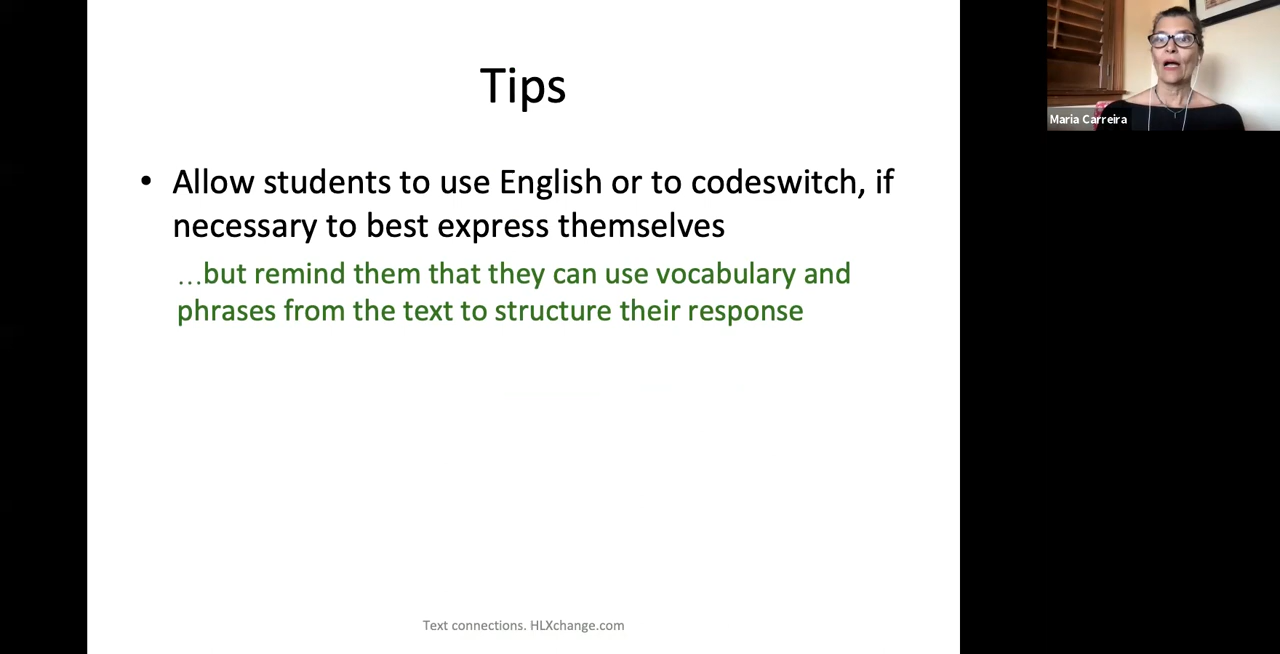 Tips
• Allow students to use English or to codeswitch, if
necessary to best express themselves
...but remind them that they can use vocabulary and
phrases from the text to structure their response
Text connections. HLXchange.com
Maria Carreira